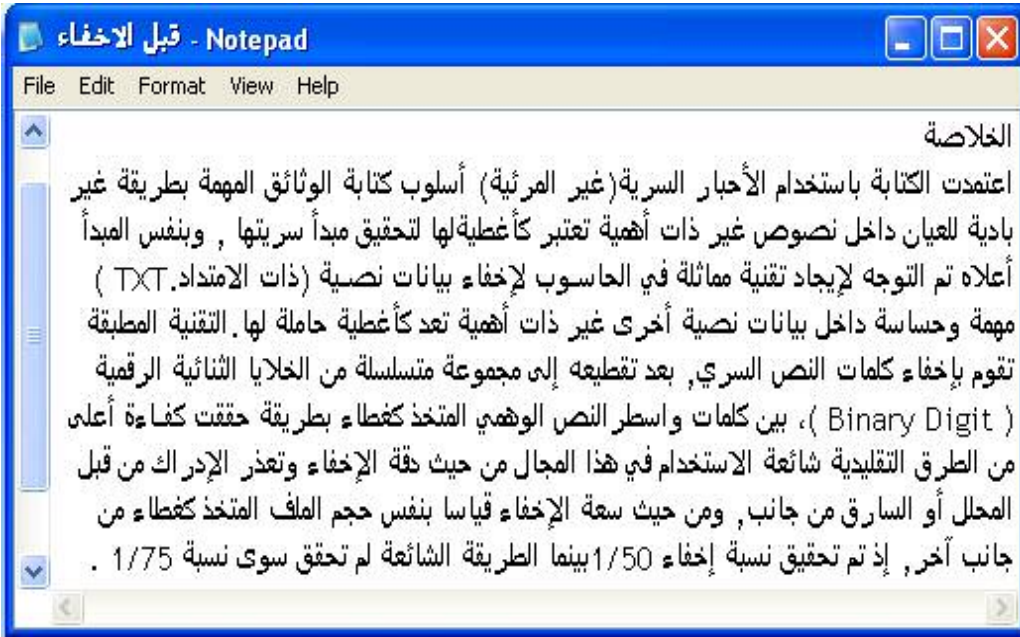 قبل الاخفاء - Notepad
File Edit Format View Help
الخلاصة
اعتمدت الكتابة باستخدام الأحبار السرية(غير المرئية) أسلوب كتابة الوثائق المهمة بطريقة غير
بادية للعيان داخل نصوص غير ذات أهمية تعتبر كأغطيةلها لتحقيق مبدأ سريتها , وبنفس المبدأ
أعلاه تم التوجه لإيجاد تقنية مماثلة في الحاسوب لإخفاء بيانات نصية (ذات الامتداد.TXT )
مهمة وحساسة داخل بيانات نصية أخرى غير ذات أهمية تعد كأغطية حاملة لها.التقنية المطبقة
تقوم بإخفاء كلمات النص السري, بعد تقطيعه إلى مجموعة متسلسلة من الخلايا الثنائية الرقمية
( Binary Digit )، بين كلمات واسطر النص الوهمي المتخذ كغطاء بطريقة حققت كفاءة أعلى
من الطرق التقليدية شائعة الاستخدام في هذا المجال من حيث دقة الإخفاء وتعذر الإدراك من قبل
المحلل أو السارق من جانب, ومن حيث سعة الإخفاء قياسا بنفس حجم الملف المتخذ كغطاء من
جانب آخر, إذ تم تحقيق نسبة إخفاء 1/50بينما الطريقة الشائعة لم تحقق سوى نسبة 1/75 .